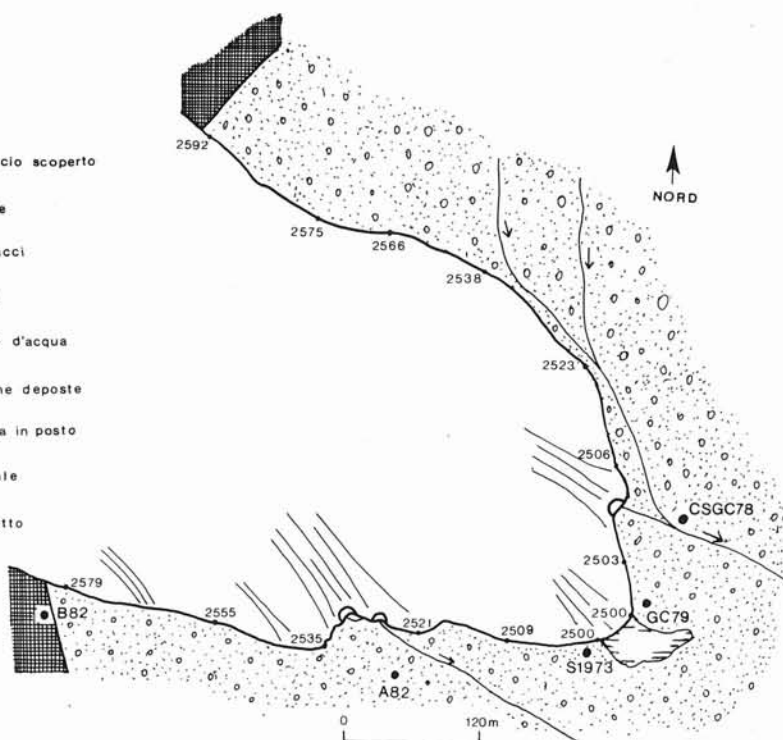 cio scoperto
e
acci
d'acqua
ne deposte
a in posto
ale
tto
NORD
2592
2575
2566
2538
2523
2506
CSGC78
2503
2579
B82
2555
2535
2521
2509
2500
2500
GC79
S1973
A82
0 120m